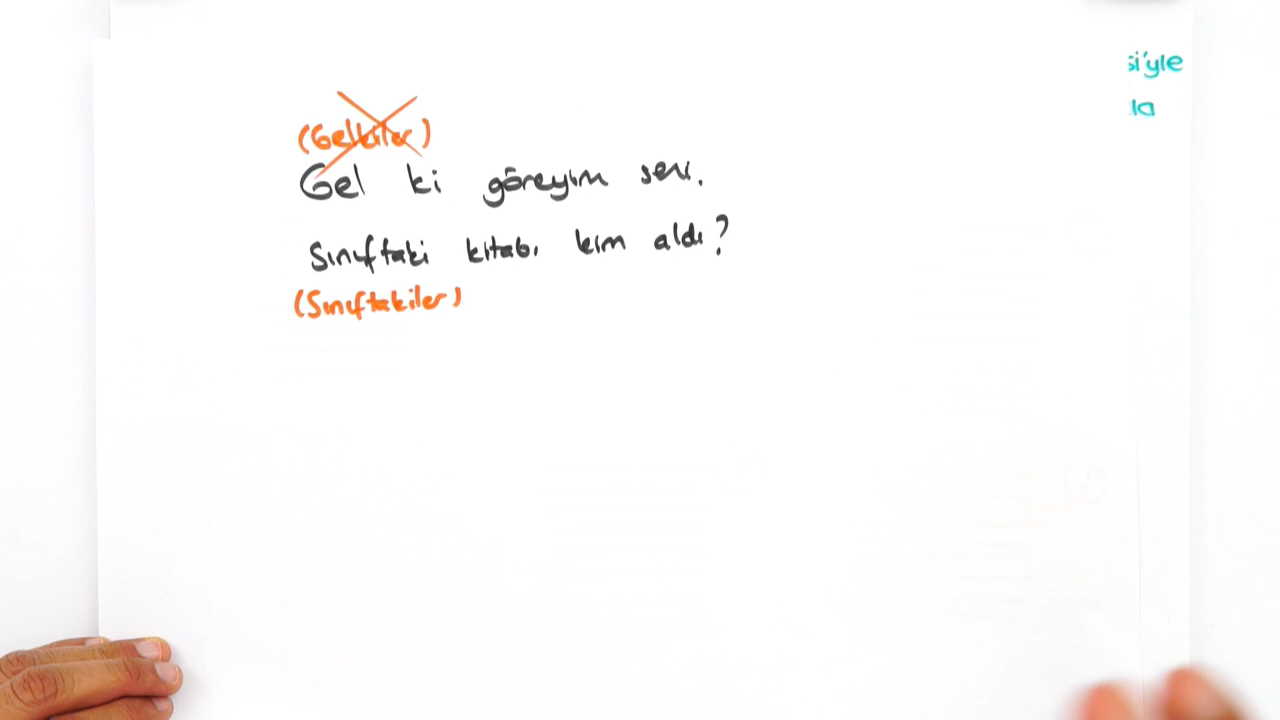 (Gelkiler)
Gel ki göreyim seni.
Sınıftaki kitabı kim aldı?
(Sınıftakiler)
si'yle
la